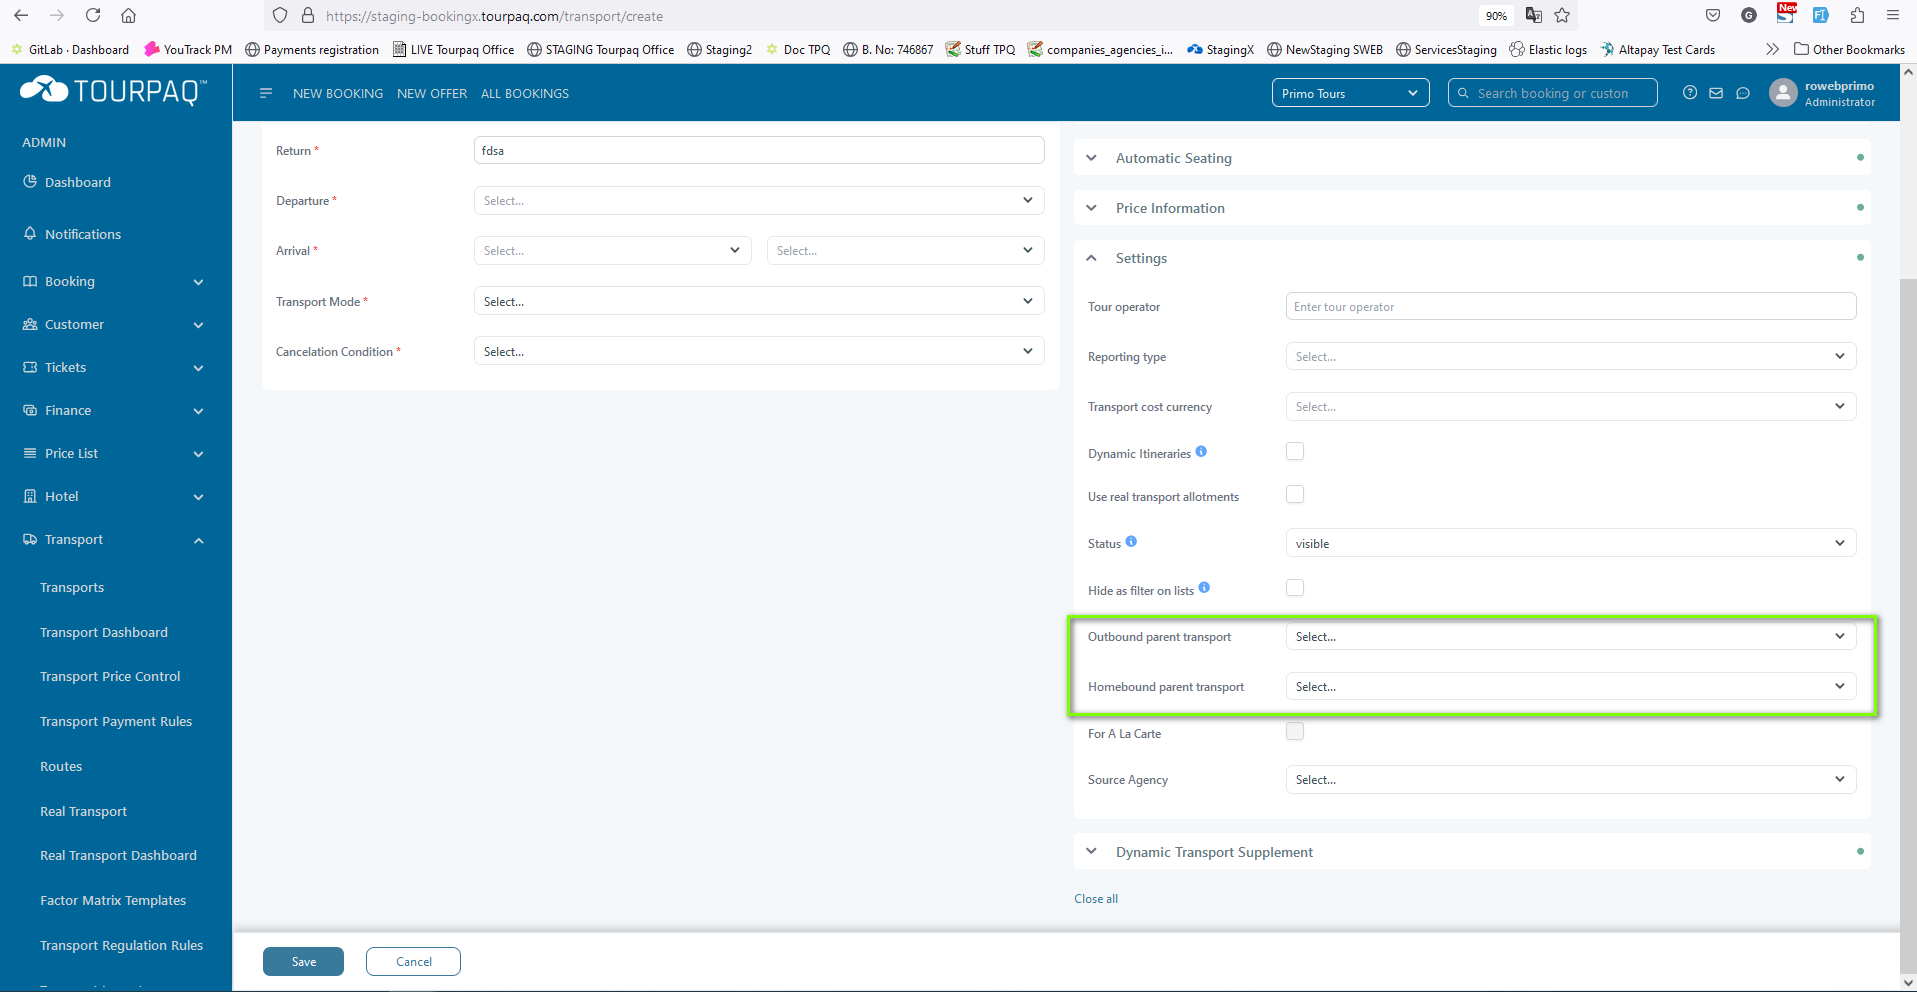 https://staging-bookingx.tourpaq.com/transport/create
90%
New
GitLab · Dashboard
YouTrack PM
Payments registration
LIVE Tourpaq Office
STAGING Tourpaq Office
Staging2
Doc TPQ
B. No: 746867
Stuff TPQ
companies_agencies_i...
StagingX
NewStaging SWEB
ServicesStaging
Elastic logs
Altapay Test Cards
Other Bookmarks
TOURPAQ™
NEW BOOKING
NEW OFFER
ALL BOOKINGS
Primo Tours
Search booking or custom
rowebprimo
Administrator
ADMIN
Dashboard
Notifications
Booking
Customer
Tickets
Finance
Price List
Hotel
Transport
Transports
Transport Dashboard
Transport Price Control
Transport Payment Rules
Routes
Real Transport
Real Transport Dashboard
Factor Matrix Templates
Transport Regulation Rules
Return *
fdsa
Departure *
Select...
Arrival *
Select...
Select...
Transport Mode *
Select...
Cancelation Condition *
Select...
Automatic Seating
Price Information
Settings
Tour operator
Enter tour operator
Reporting type
Select...
Transport cost currency
Select...
Dynamic Itineraries
Use real transport allotments
Status
visible
Hide as filter on lists
Outbound parent transport
Select...
Homebound parent transport
Select...
For A La Carte
Source Agency
Select...
Dynamic Transport Supplement
Close all
Save
Cancel